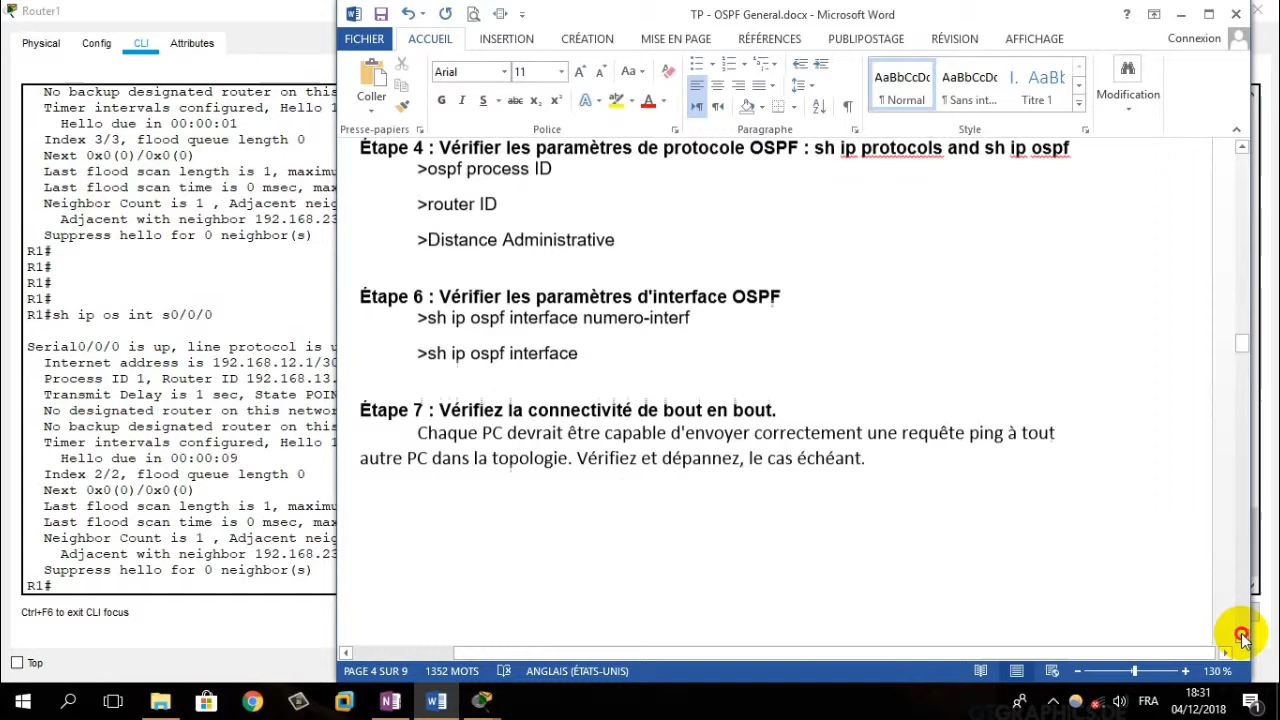 Router1
Physical Config CLI Attributes
No backup designated router on this
Timer intervals configured, Hello 1
Hello due in 00:00:01
Index 3/3, flood queue length 0
Next 0x0(0)/0x0(0)
Last flood scan length is 1, maximu
Last flood scan time is 0 msec, max
Neighbor Count is 1 , Adjacent neig
Adjacent with neighbor 192.168.23
Suppress hello for 0 neighbor(s)
R1#
R1#
R1#
R1#
R1#sh ip os int s0/0/0
Serial0/0/0 is up, line protocol is u
Internet address is 192.168.12.1/30
Process ID 1, Router ID 192.168.13.
Transmit Delay is 1 sec, State POIN
No designated router on this network
No backup designated router on this
Timer intervals configured, Hello 1
Hello due in 00:00:09
Index 2/2, flood queue length 0
Next 0x0(0)/0x0(0)
Last flood scan length is 1, maximu
Last flood scan time is 0 msec, max
Neighbor Count is 1 , Adjacent neig
Adjacent with neighbor 192.168.23
Suppress hello for 0 neighbor(s)
R1#
Ctrl+F6 to exit CLI focus
Top
TP - OSPF General.docx - Microsoft Word
FICHIER ACCUEIL INSERTION CRÉATION MISE EN PAGE RÉFÉRENCES PUBLIPOSTAGE RÉVISION AFFICHAGE Connexion
Coller
Presse-papiers
Arial 11
G I S abc x₂ x²
Police
Paragraphe
AaBbCcDc AaBbCcDc I. AaBb
¶ Normal ¶ Sans int... Titre 1
Style
Modification
Étape 4 : Vérifier les paramètres de protocole OSPF : sh ip protocols and sh ip ospf
>ospf process ID
>router ID
>Distance Administrative
Étape 6 : Vérifier les paramètres d'interface OSPF
>sh ip ospf interface numero-interf
>sh ip ospf interface
Étape 7 : Vérifiez la connectivité de bout en bout.
Chaque PC devrait être capable d'envoyer correctement une requête ping à tout
autre PC dans la topologie. Vérifiez et dépannez, le cas échéant.
PAGE 4 SUR 9 1352 MOTS ANGLAIS (ÉTATS-UNIS) 130 %
FRA
18:31
04/12/2018